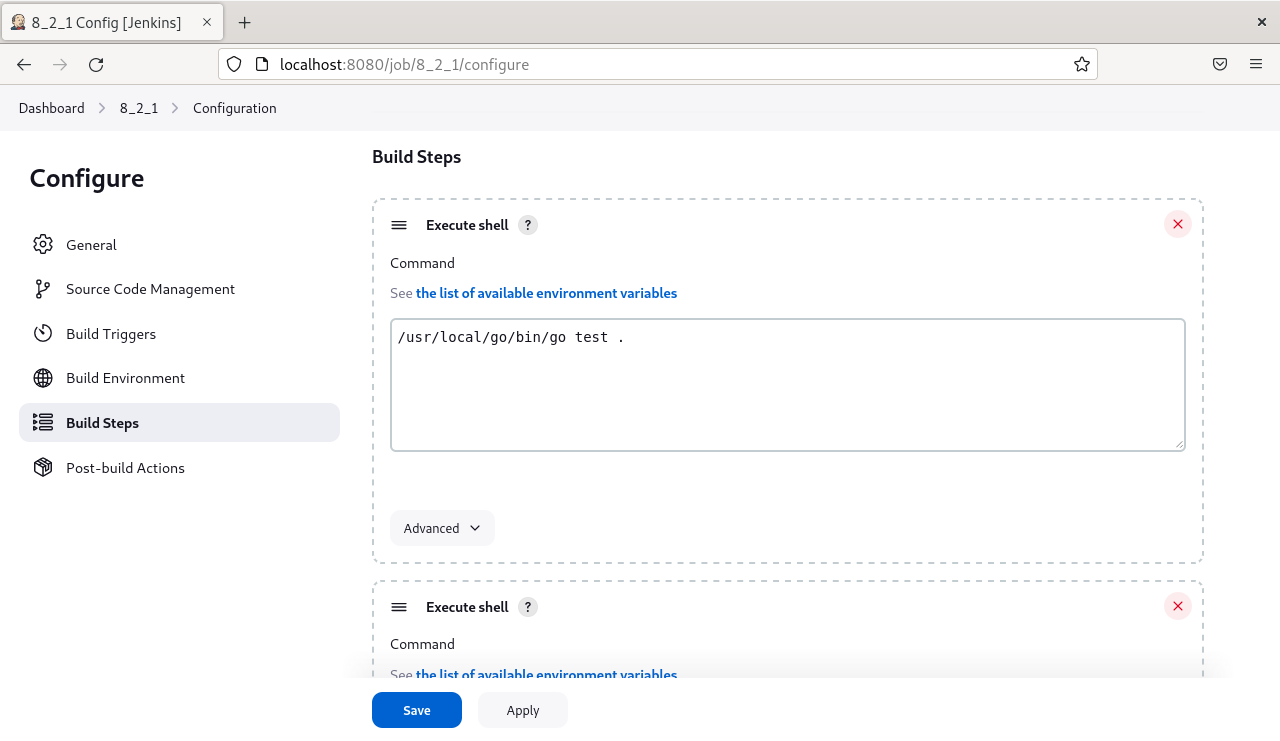 8_2_1 Config [Jenkins]
localhost:8080/job/8_2_1/configure
Dashboard 8_2_1 Configuration
Configure
General
Source Code Management
Build Triggers
Build Environment
Build Steps
Post-build Actions
Build Steps
Execute shell ?
Command
See the list of available environment variables
/usr/local/go/bin/go test .
Advanced
Execute shell ?
Command
See the list of available environment variables
Save Apply